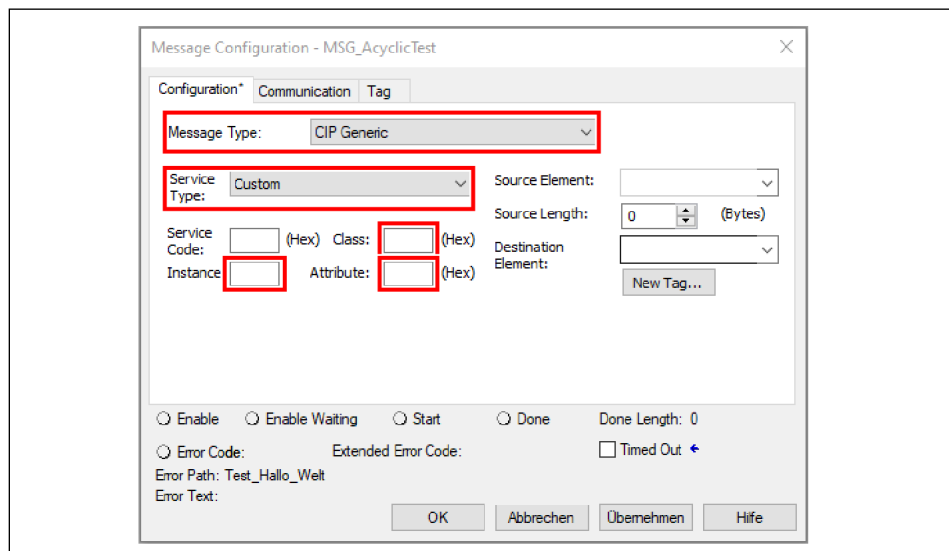 Message Configuration - MSG_AcyclicTest
Configuration* Communication Tag
Message Type: CIP Generic
Service Type: Custom
Source Element:
Source Length: 0 (Bytes)
Service Code: (Hex) Class: (Hex)
Destination Element:
Instance Attribute: (Hex)
New Tag...
Enable Enable Waiting Start Done Done Length: 0
Error Code: Extended Error Code: Timed Out
Error Path: Test_Hallo_Welt
Error Text:
OK Abbrechen Übernehmen Hilfe